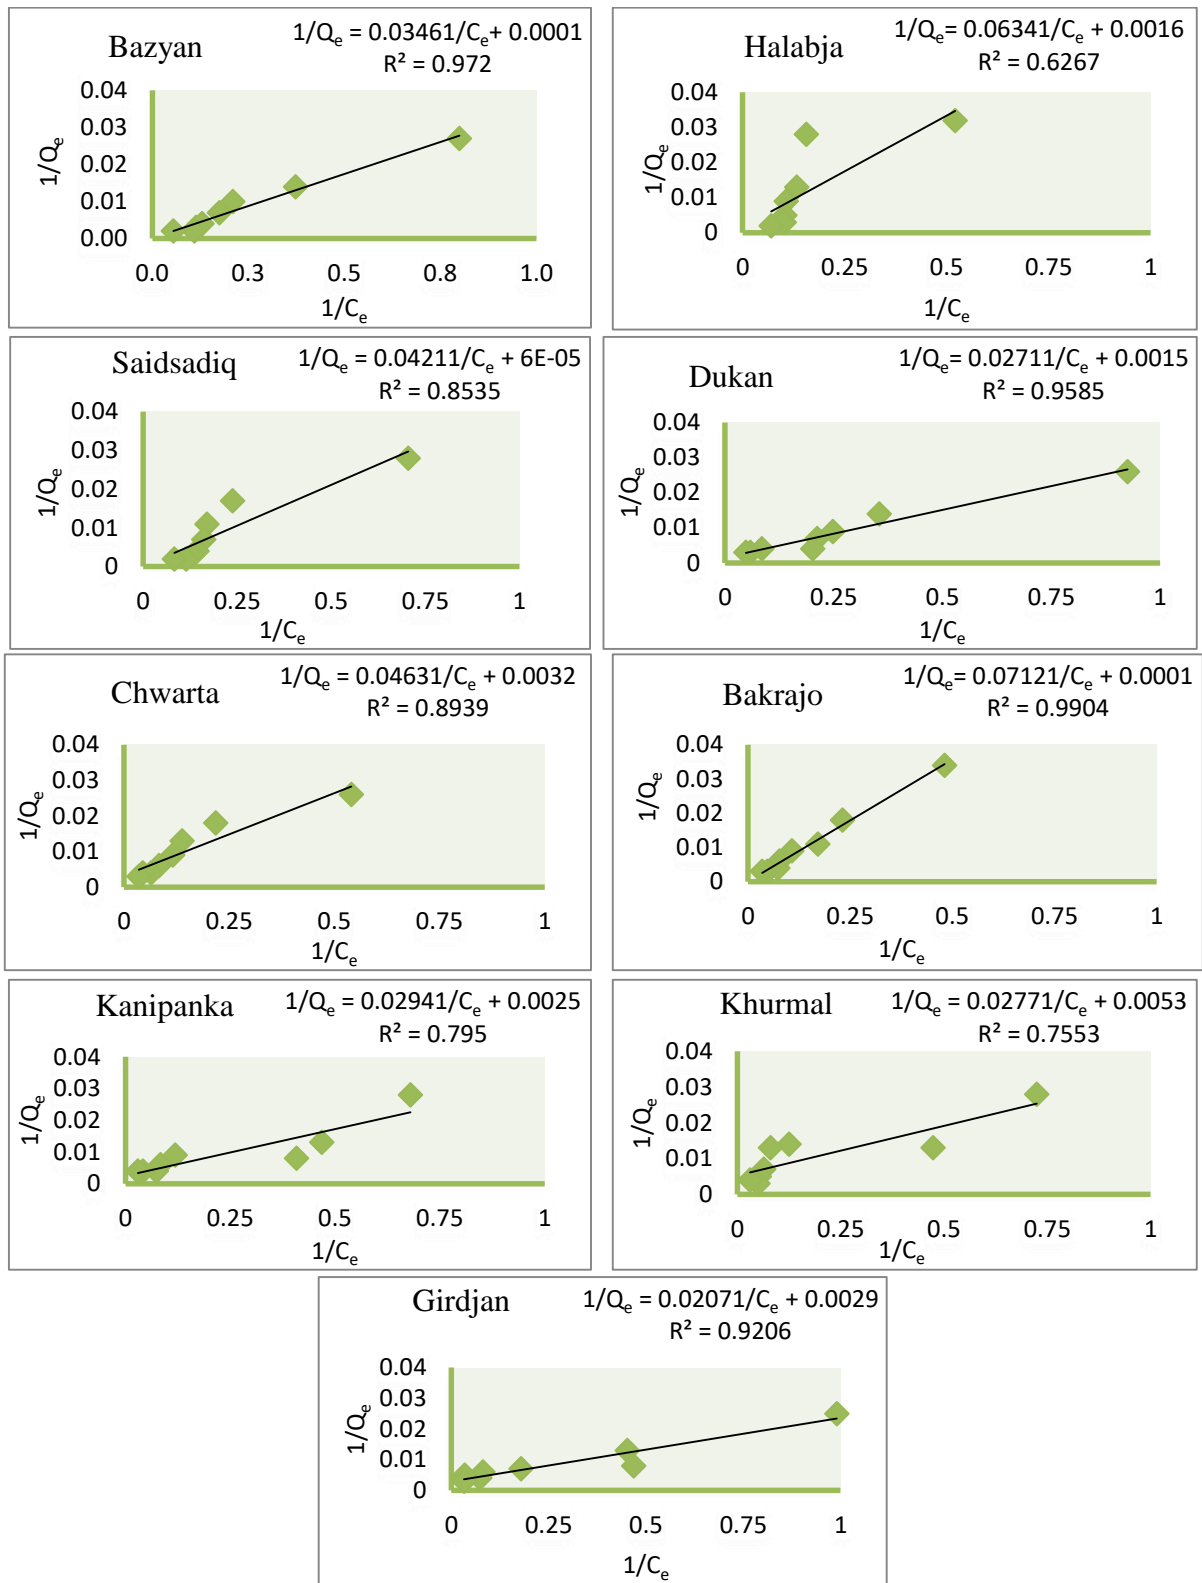 Bazyan
1/Qe = 0.03461/Ce+ 0.0001
R² = 0.972
0.04
0.03
0.02
0.01
0.00
1/Qe
0.0 0.3 0.5 0.8 1.0
1/Ce
Halabja
1/Qe= 0.06341/Ce + 0.0016
R² = 0.6267
0.04
0.03
0.02
0.01
0
1/Qe
0 0.25 0.5 0.75 1
1/Ce
Saidsadiq
1/Qe = 0.04211/Ce + 6E-05
R² = 0.8535
0.04
0.03
0.02
0.01
0
1/Qe
0 0.25 0.5 0.75 1
1/Ce
Dukan
1/Qe= 0.02711/Ce + 0.0015
R² = 0.9585
0.04
0.03
0.02
0.01
0
1/Qe
0 0.25 0.5 0.75 1
1/Ce
Chwarta
1/Qe = 0.04631/Ce + 0.0032
R² = 0.8939
0.04
0.03
0.02
0.01
0
1/Qe
0 0.25 0.5 0.75 1
1/Ce
Bakrajo
1/Qe= 0.07121/Ce + 0.0001
R² = 0.9904
0.04
0.03
0.02
0.01
0
1/Qe
0 0.25 0.5 0.75 1
1/Ce
Kanipanka
1/Qe = 0.02941/Ce + 0.0025
R² = 0.795
0.04
0.03
0.02
0.01
0
1/Qe
0 0.25 0.5 0.75 1
1/Ce
Khurmal
1/Qe = 0.02771/Ce + 0.0053
R² = 0.7553
0.04
0.03
0.02
0.01
0
1/Qe
0 0.25 0.5 0.75 1
1/Ce
Girdjan
1/Qe = 0.02071/Ce + 0.0029
R² = 0.9206
0.04
0.03
0.02
0.01
0
1/Qe
0 0.25 0.5 0.75 1
1/Ce